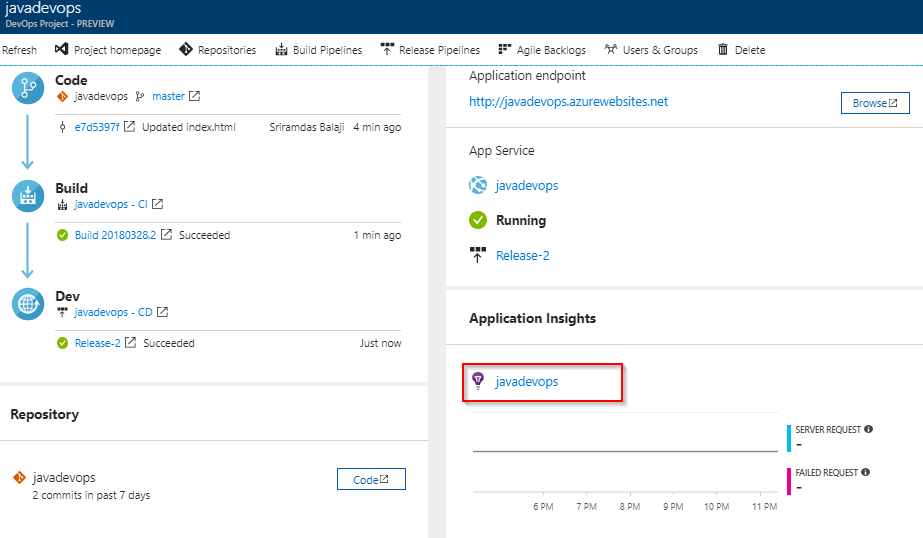 javadevops
DevOps Project - PREVIEW
Refresh Project homepage Repositories Build Pipelines Release Pipelines Agile Backlogs Users & Groups Delete
Code
javadevops master
e7d5397f Updated index.html Sriramdas Balaji 4 min ago
Build
javadevops - CI
Build 20180328.2 Succeeded 1 min ago
Dev
javadevops - CD
Release-2 Succeeded Just now
Repository
javadevops
2 commits in past 7 days
Code
Application endpoint
http://javadevops.azurewebsites.net
Browse
App Service
javadevops
Running
Release-2
Application Insights
javadevops
SERVER REQUEST
--
FAILED REQUEST
--
6 PM 7 PM 8 PM 9 PM 10 PM 11 PM